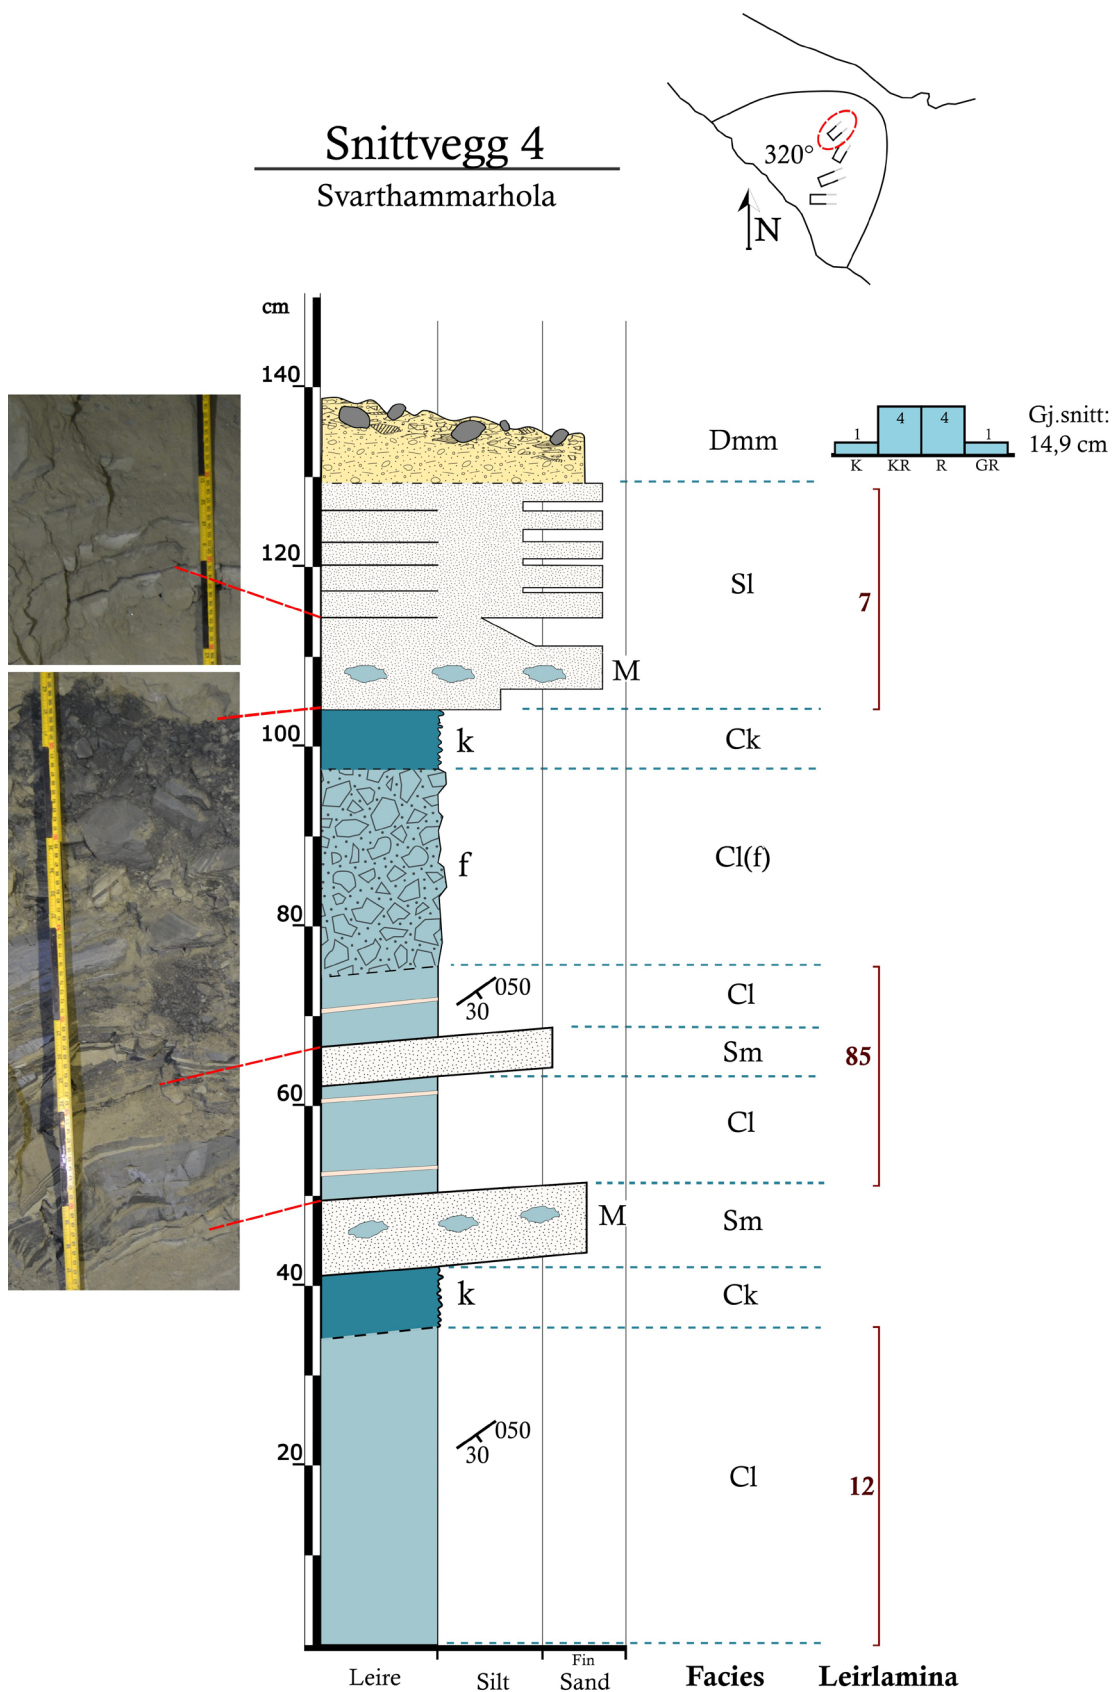 Snittvegg 4
Svarthammarhola
320°
N
cm
140
120
100
80
60
40
20
Dmm
1
4
4
1
K
KR
R
GR
Gj.snitt:
14,9 cm
Sl
7
M
k
Ck
f
Cl(f)
050
30
Cl
Sm
85
Cl
M
Sm
k
Ck
050
30
Cl
12
Leire
Silt
Fin
Sand
Facies
Leirlamina